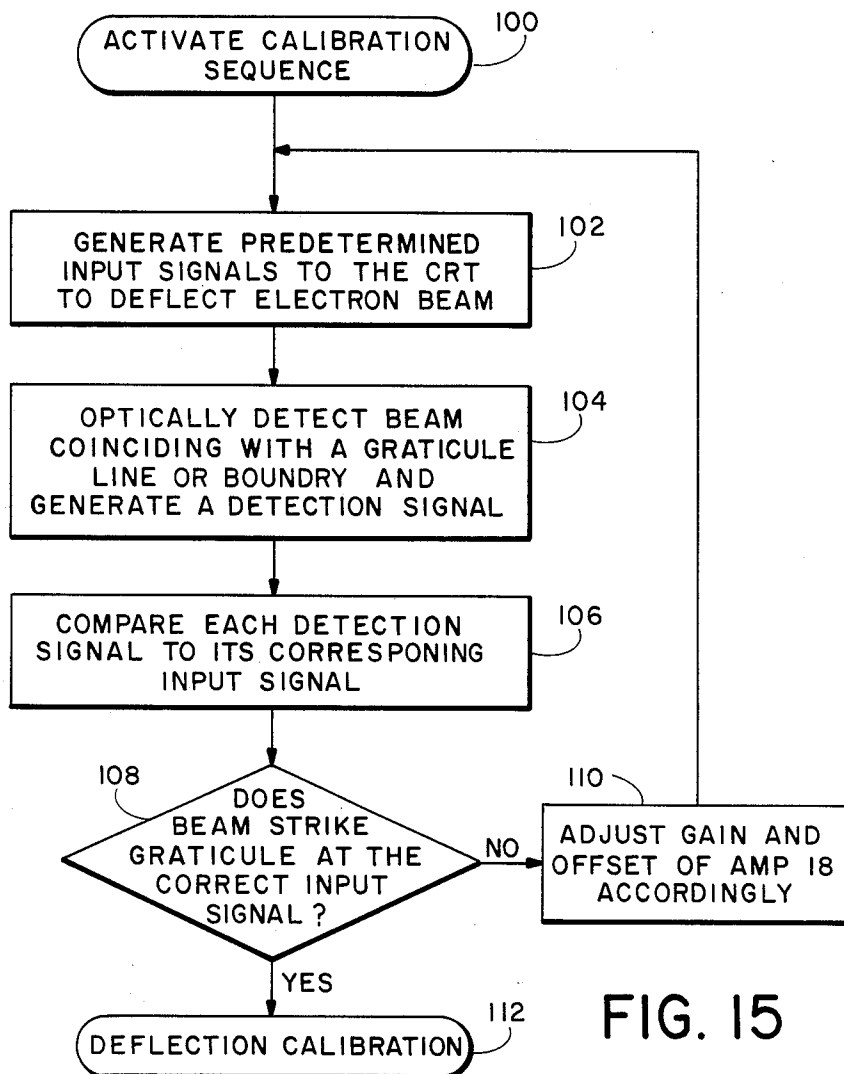 ACTIVATE CALIBRATION
SEQUENCE
100
GENERATE PREDETERMINED
INPUT SIGNALS TO THE CRT
TO DEFLECT ELECTRON BEAM
102
OPTICALLY DETECT BEAM
COINCIDING WITH A GRATICULE
LINE OR BOUNDRY AND
GENERATE A DETECTION SIGNAL
104
COMPARE EACH DETECTION
SIGNAL TO ITS CORRESPONING
INPUT SIGNAL
106
108
DOES
BEAM STRIKE
GRATICULE AT THE
CORRECT INPUT
SIGNAL ?
NO
110
ADJUST GAIN AND
OFFSET OF AMP 18
ACCORDINGLY
YES
DEFLECTION CALIBRATION
112
FIG. 15